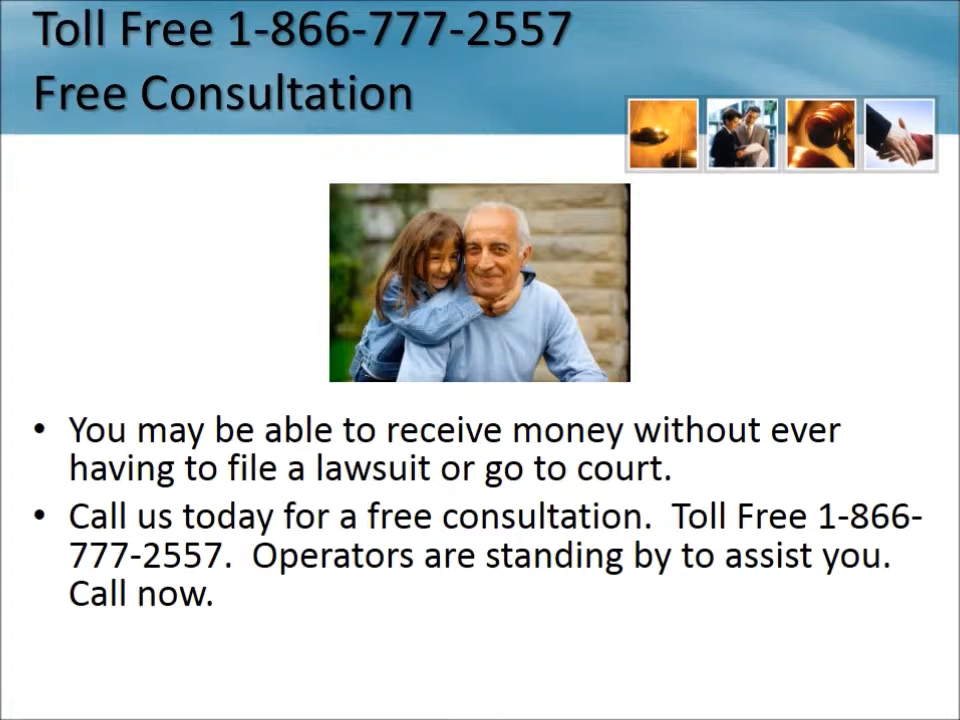 Toll Free 1-866-777-2557
Free Consultation
• You may be able to receive money without ever
having to file a lawsuit or go to court.
• Call us today for a free consultation.  Toll Free 1-866-
777-2557.  Operators are standing by to assist you.
Call now.